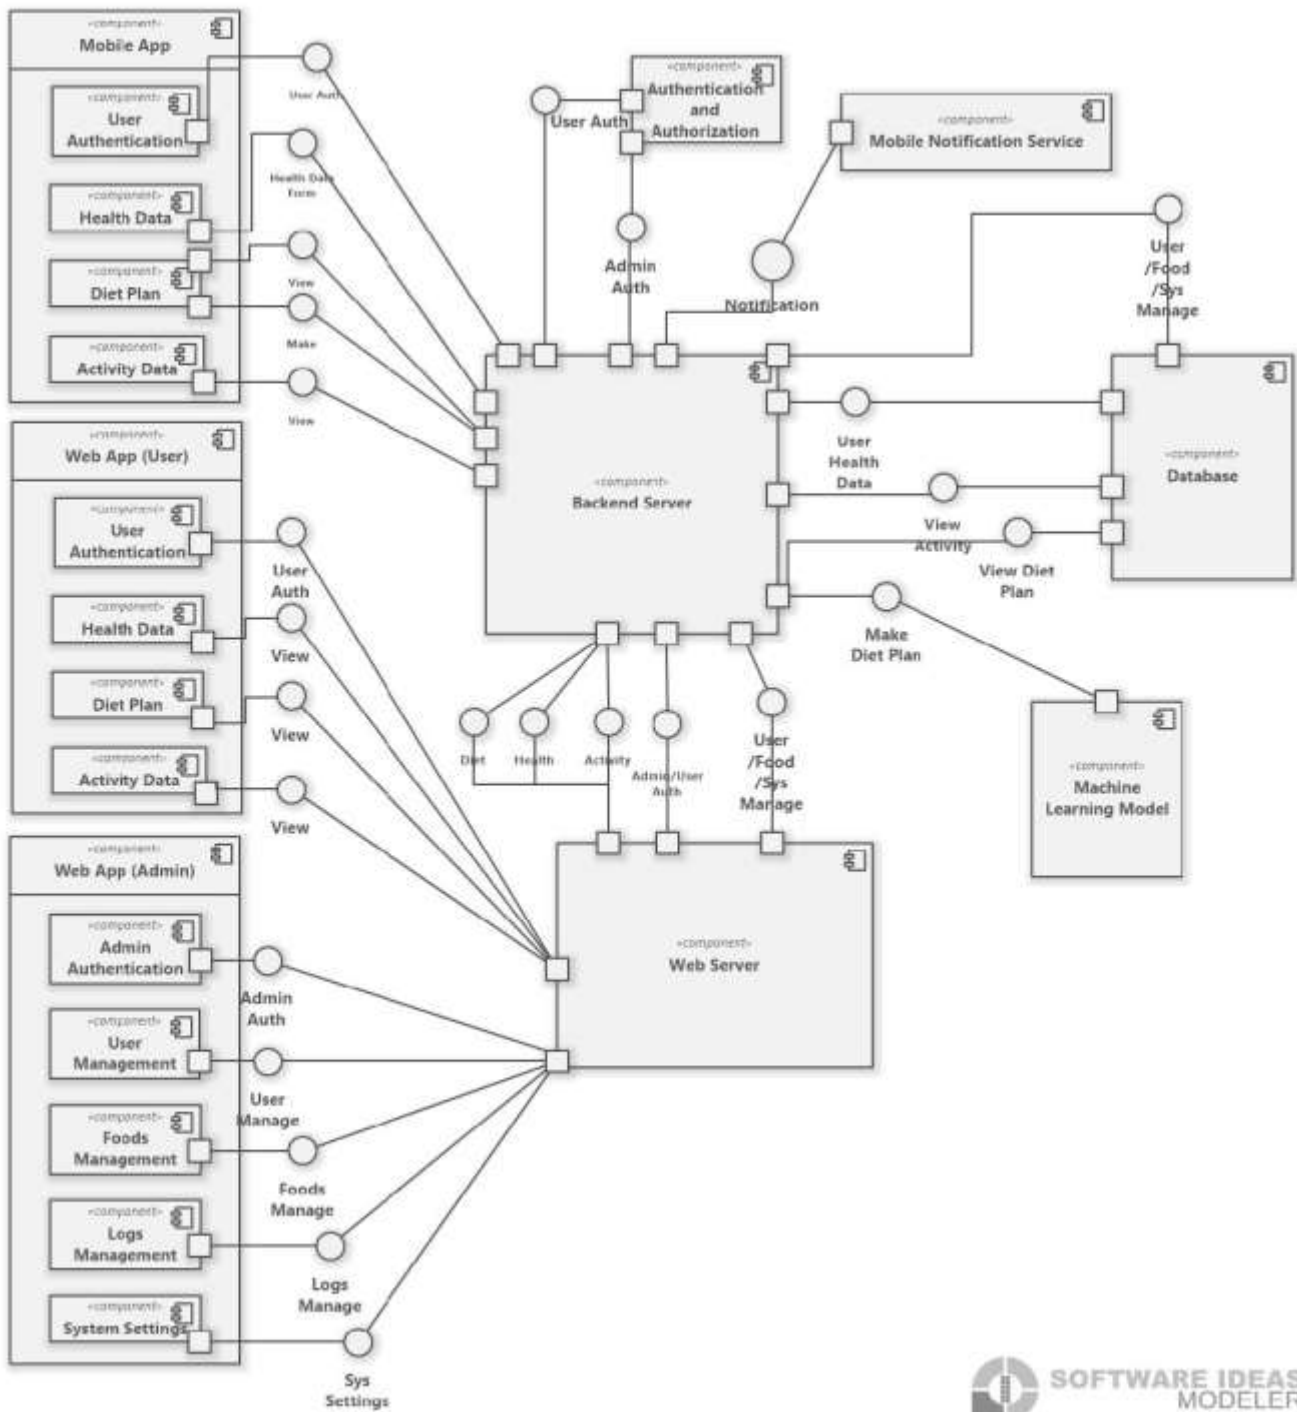 «component»
Mobile App
«component»
User
Authentication
«component»
Health Data
«component»
Diet Plan
«component»
Activity Data
User Auth
Health Data
Form
View
Make
View
«component»
Authentication
and
Authorization
User Auth
Admin
Auth
«component»
Mobile Notification Service
Notification
User
/Food
/Sys
Manage
«component»
Backend Server
User
Health
Data
View
Activity
View Diet
Plan
Make
Diet Plan
«component»
Database
«component»
Machine
Learning Model
«component»
Web App (User)
«component»
User
Authentication
«component»
Health Data
«component»
Diet Plan
«component»
Activity Data
User
Auth
View
View
View
Diet
Health
Activity
Admin/User
Auth
User
/Food
/Sys
Manage
«component»
Web Server
«component»
Web App (Admin)
«component»
Admin
Authentication
«component»
User
Management
«component»
Foods
Management
«component»
Logs
Management
«component»
System Settings
Admin
Auth
User
Manage
Foods
Manage
Logs
Manage
Sys
Settings
SOFTWARE IDEAS
MODELER